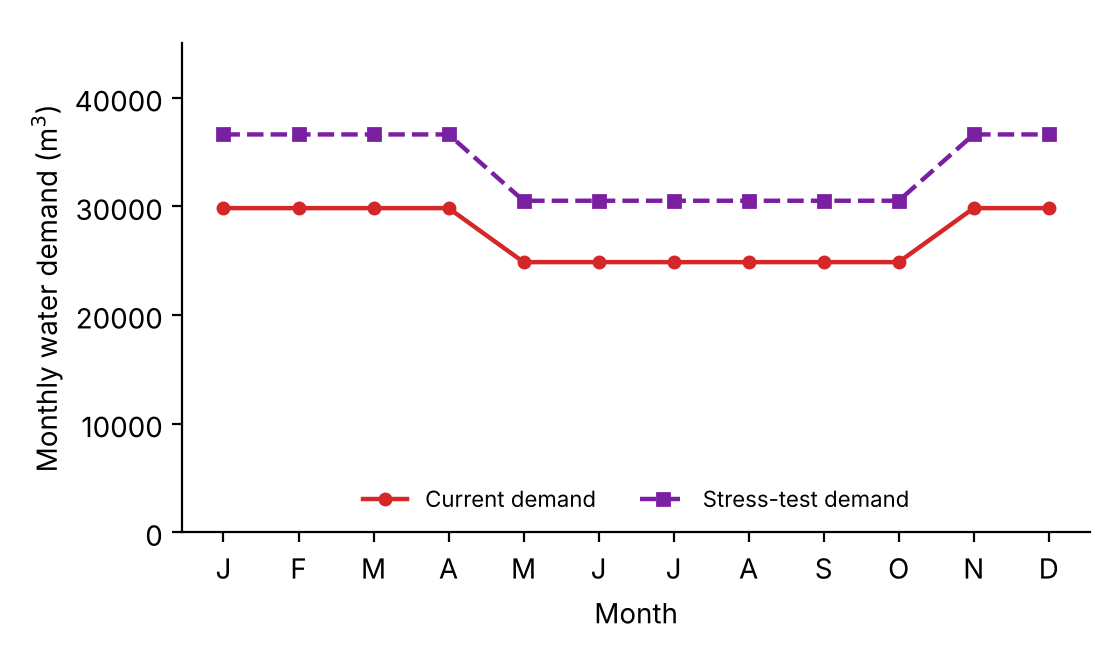 Monthly water demand (m³)
40000
30000
20000
10000
0
Current demand
Stress-test demand
J F M A M J J A S O N D
Month